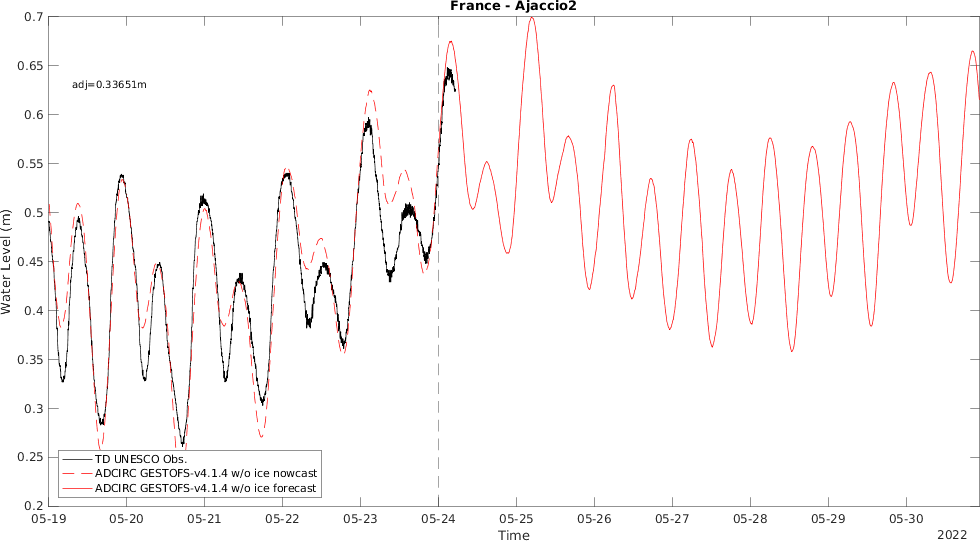 France - Ajaccio2
0.7
0.65
0.6
0.55
0.5
0.45
0.4
0.35
0.3
0.25
0.2
Water Level (m)
adj=0.33651m
TD UNESCO Obs.
ADCIRC GESTOFS-v4.1.4 w/o ice nowcast
ADCIRC GESTOFS-v4.1.4 w/o ice forecast
05-19 05-20 05-21 05-22 05-23 05-24 05-25 05-26 05-27 05-28 05-29 05-30
Time
2022